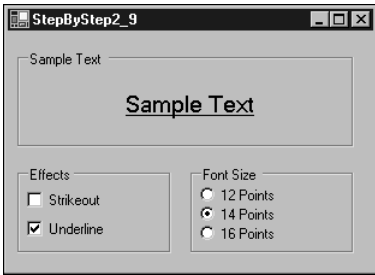 StepByStep2_9
Sample Text
Sample Text
Effects
Strikeout
Underline
Font Size
12 Points
14 Points
16 Points